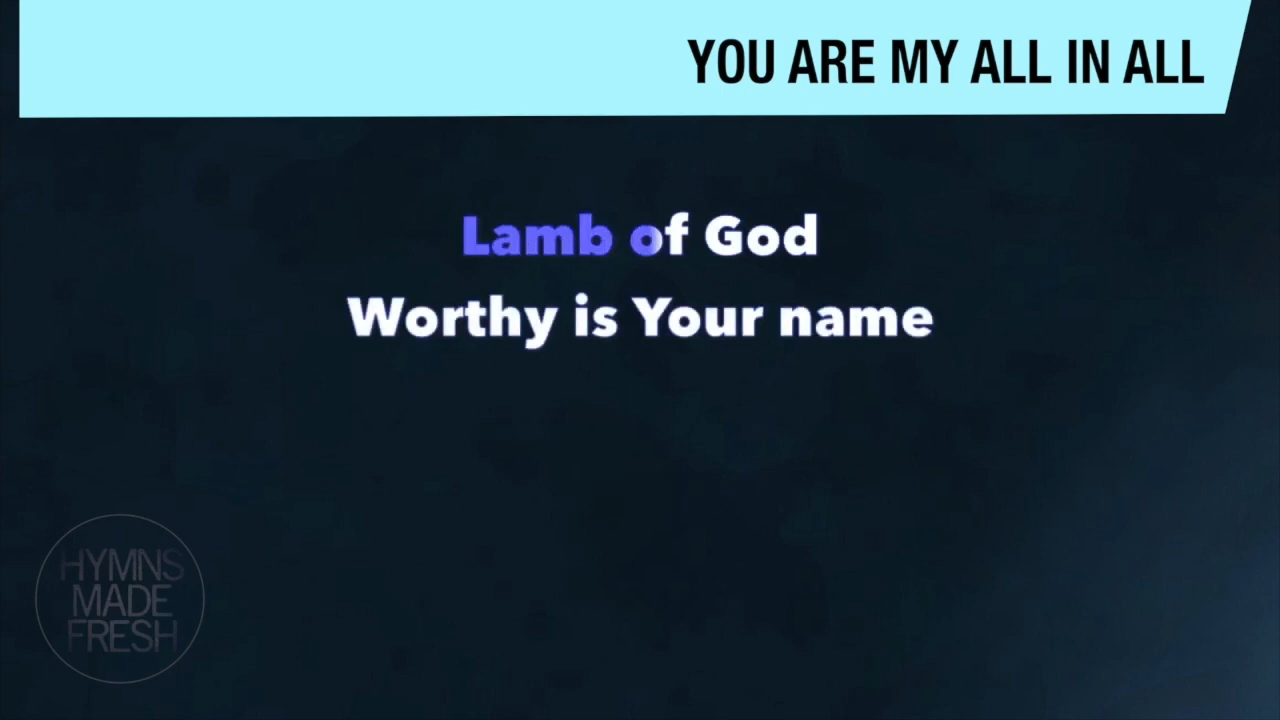 YOU ARE MY ALL IN ALL
Lamb of God
Worthy is Your name
HYMNS
MADE
FRESH